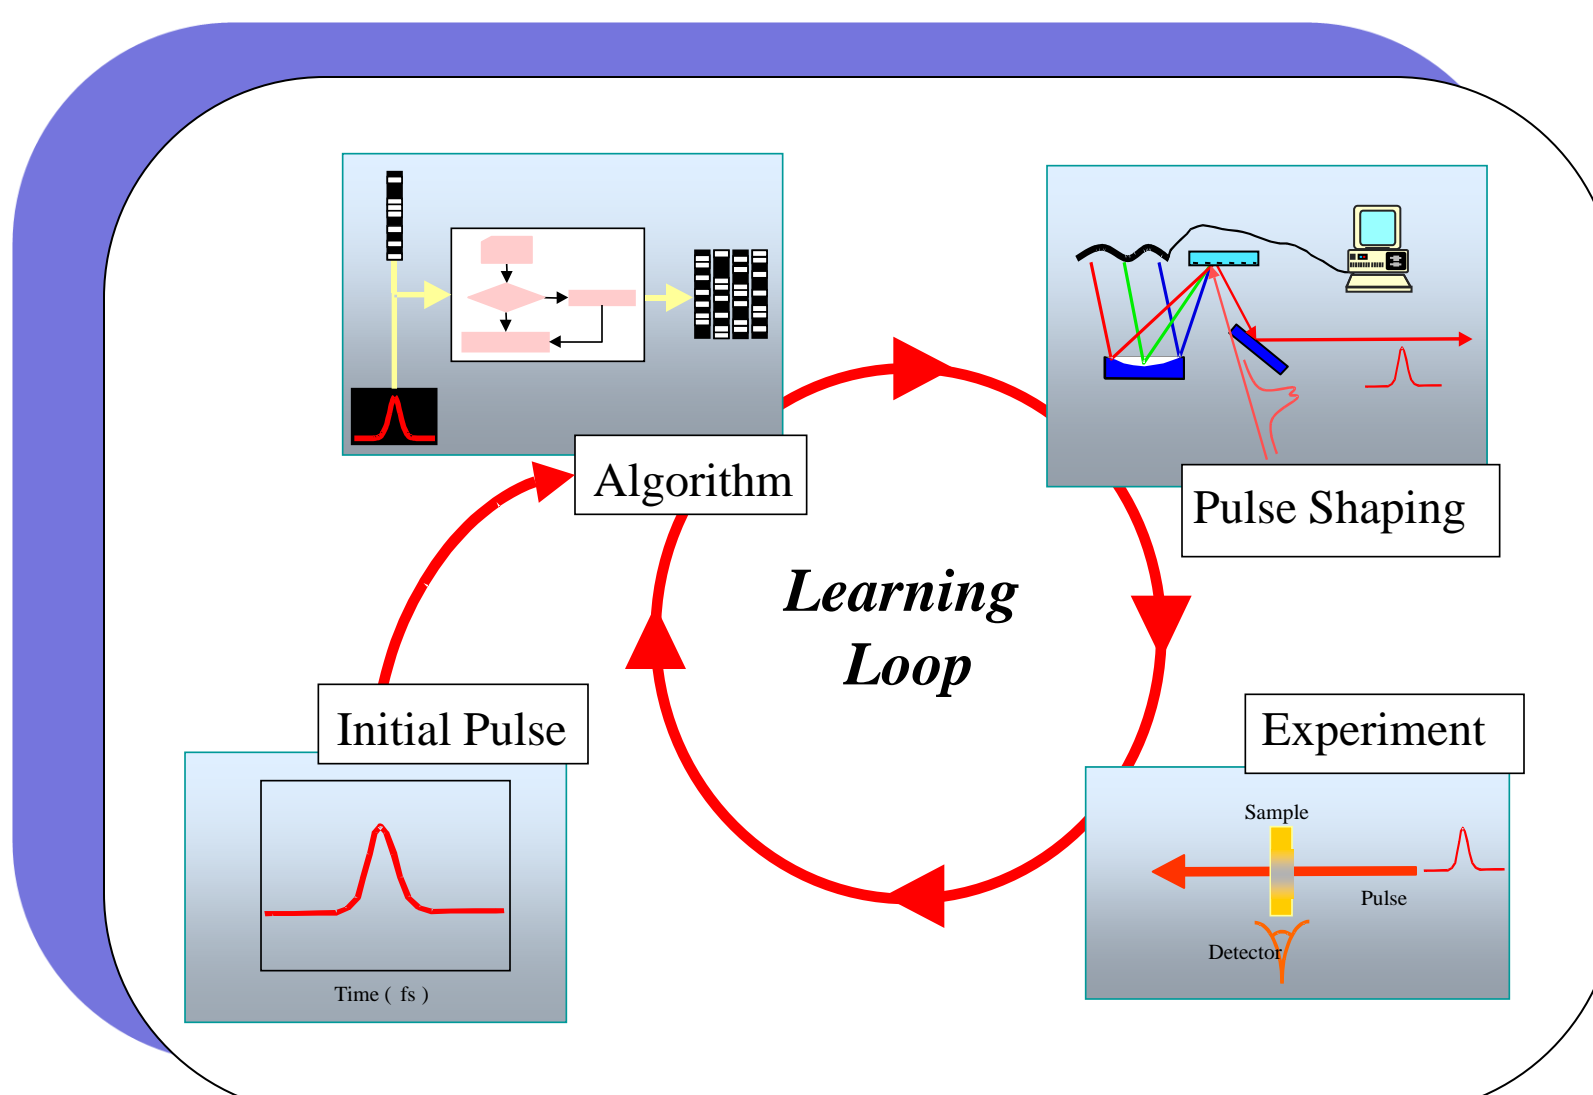 Algorithm
Pulse Shaping
Learning
Loop
Initial Pulse
Time ( fs )
Experiment
Sample
Pulse
Detector